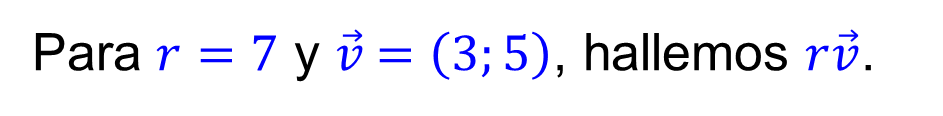 Para r = 7 y v⃗ = (3; 5), hallemos rv⃗.